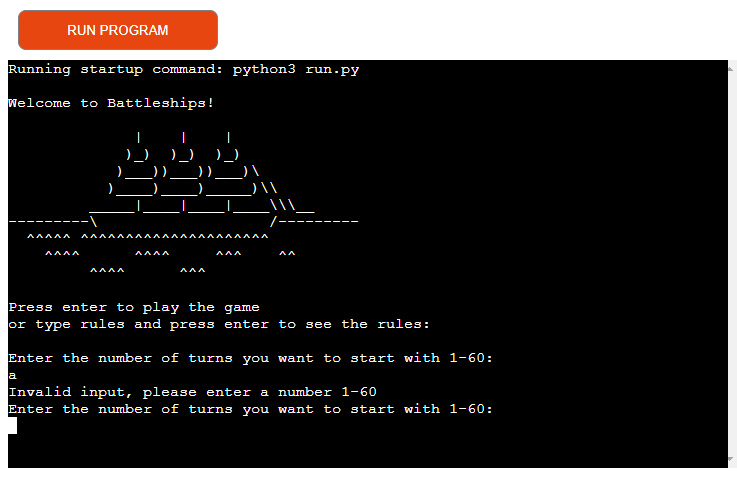 RUN PROGRAM
Running startup command: python3 run.py
Welcome to Battleships!
              |    |    |
             )_)  )_)  )_)
            )___))___))___)\
           )____)____)_____)\\
         _____|____|____|____\\\__
---------\                   /---------
  ^^^^^ ^^^^^^^^^^^^^^^^^^^^^
    ^^^^      ^^^^     ^^^    ^^
         ^^^^      ^^^
Press enter to play the game
or type rules and press enter to see the rules:
Enter the number of turns you want to start with 1-60:
a
Invalid input, please enter a number 1-60
Enter the number of turns you want to start with 1-60: